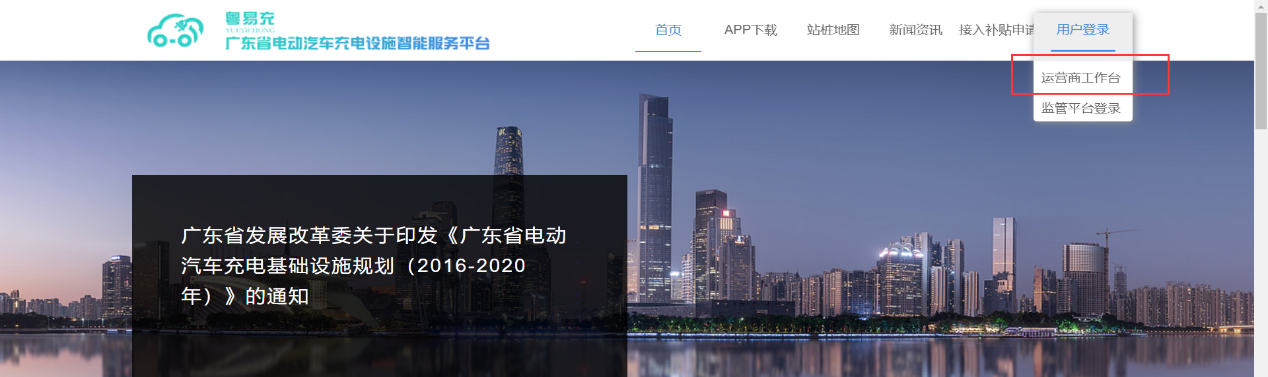 粤易充
YUEYICHONG
广东省电动汽车充电设施智能服务平台
首页
APP下载
站桩地图
新闻资讯
接入补贴申请
用户登录
运营商工作台
监管平台登录
广东省发展改革委关于印发《广东省电动
汽车充电基础设施规划（2016-2020
年）》的通知